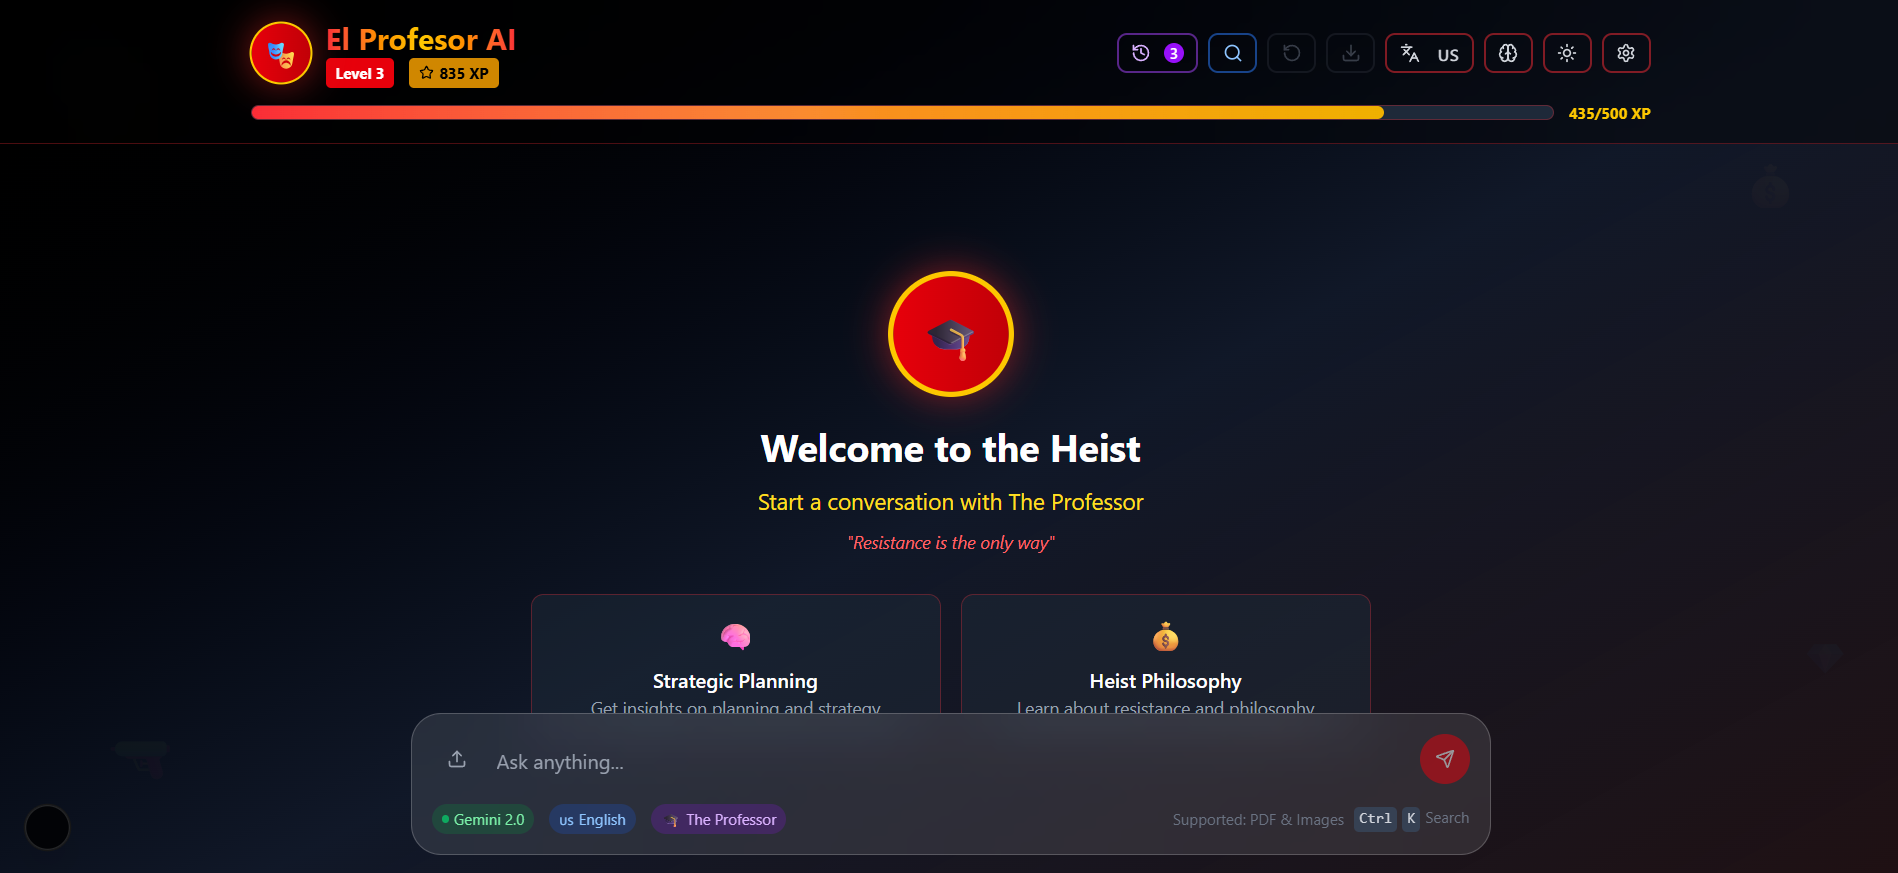 El Profesor AI
Level 3
835 XP
3
US
435/500 XP
Welcome to the Heist
Start a conversation with The Professor
"Resistance is the only way"
Strategic Planning
Get insights on planning and strategy
Heist Philosophy
Learn about resistance and philosophy
Ask anything...
Gemini 2.0
us English
The Professor
Supported: PDF & Images
Ctrl K Search